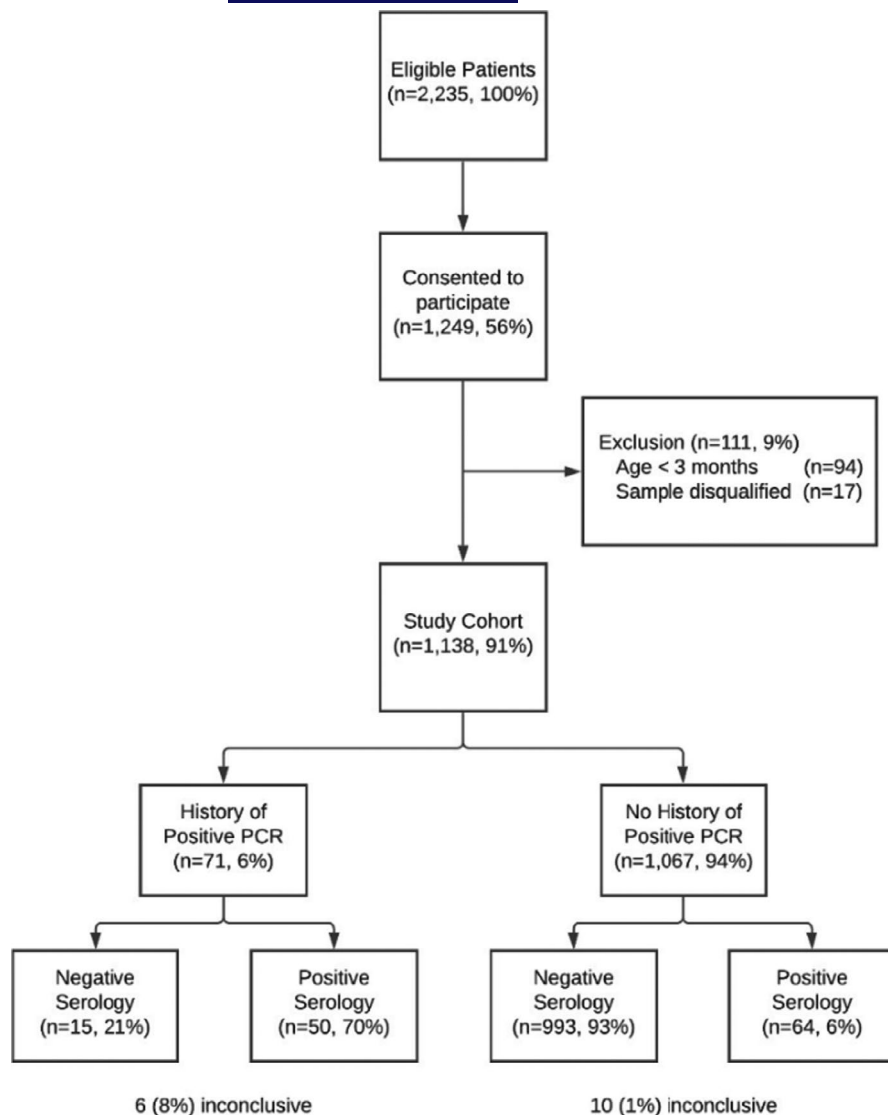 Eligible Patients
(n=2,235, 100%)
Consented to
participate
(n=1,249, 56%)
Exclusion (n=111, 9%)
Age < 3 months (n=94)
Sample disqualified (n=17)
Study Cohort
(n=1,138, 91%)
History of
Positive PCR
(n=71, 6%)
No History of
Positive PCR
(n=1,067, 94%)
Negative
Serology
(n=15, 21%)
Positive
Serology
(n=50, 70%)
Negative
Serology
(n=993, 93%)
Positive
Serology
(n=64, 6%)
6 (8%) inconclusive
10 (1%) inconclusive